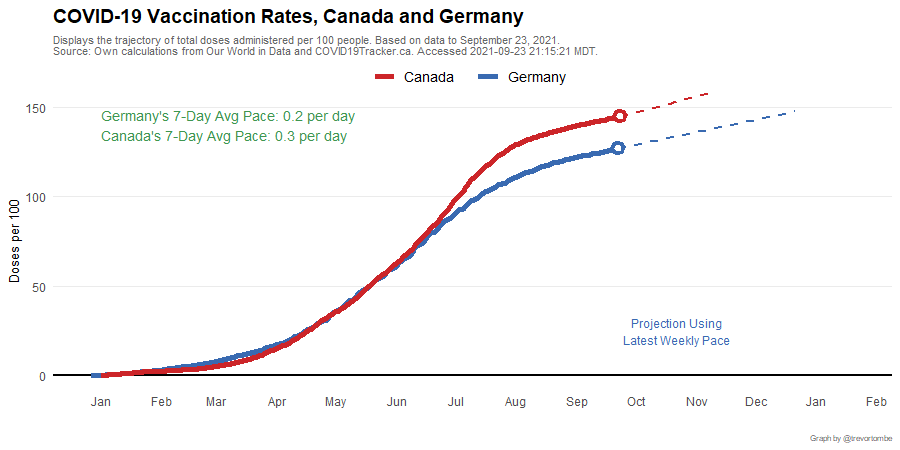 COVID-19 Vaccination Rates, Canada and Germany
Displays the trajectory of total doses administered per 100 people. Based on data to September 23, 2021.
Source: Own calculations from Our World in Data and COVID19Tracker.ca. Accessed 2021-09-23 21:15:21 MDT.
Canada Germany
Germany's 7-Day Avg Pace: 0.2 per day
Canada's 7-Day Avg Pace: 0.3 per day
Doses per 100
150
100
50
0
Projection Using
Latest Weekly Pace
Jan Feb Mar Apr May Jun Jul Aug Sep Oct Nov Dec Jan Feb
Graph by @trevortombe